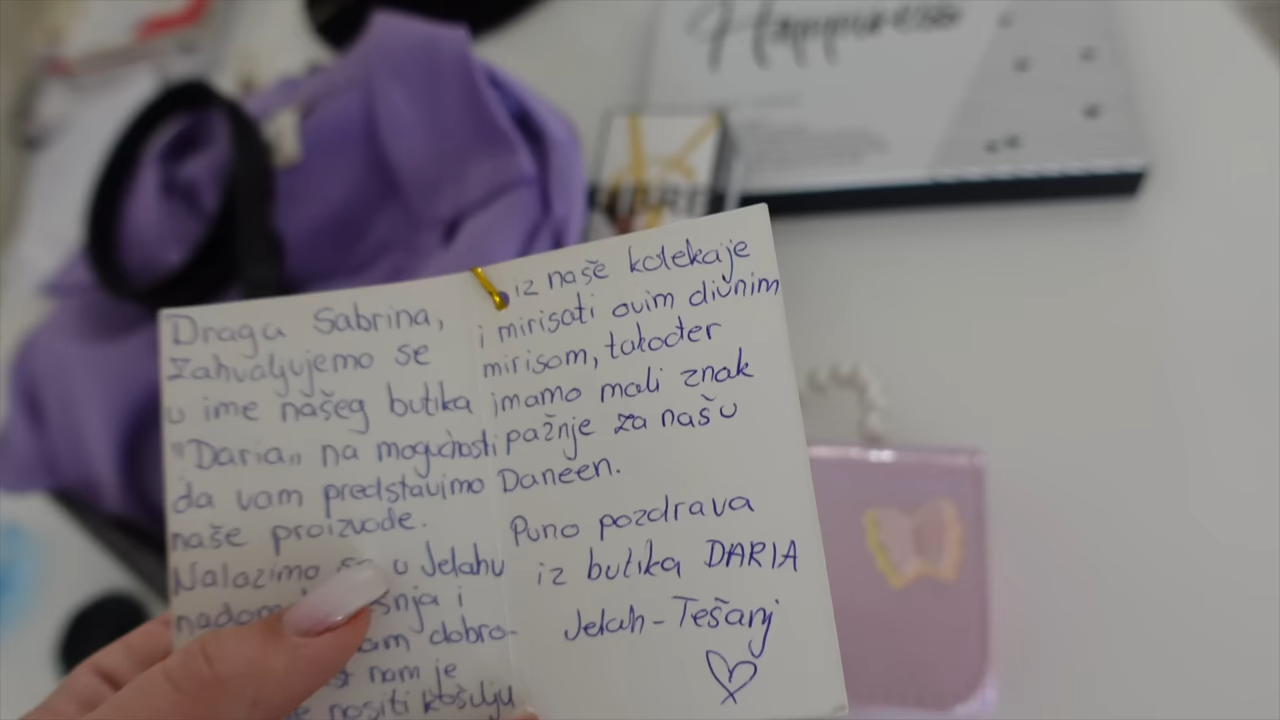 Happiness
Draga Sabrina,
Zahvaljujemo se
u ime našeg butika
"Daria„ na mogućnosti
da vam predstavimo
naše proizvode.
Nalazimo se u Jelahu
i
dobro-
nam je
nositi košulju
iz naše kolekaje
i mirisati ovim divnim
mirisom, također
imamo mali znak
pažnje za našu
Daneen.
Puno pozdrava
iz butika DARIA
Jelah-Tešanj